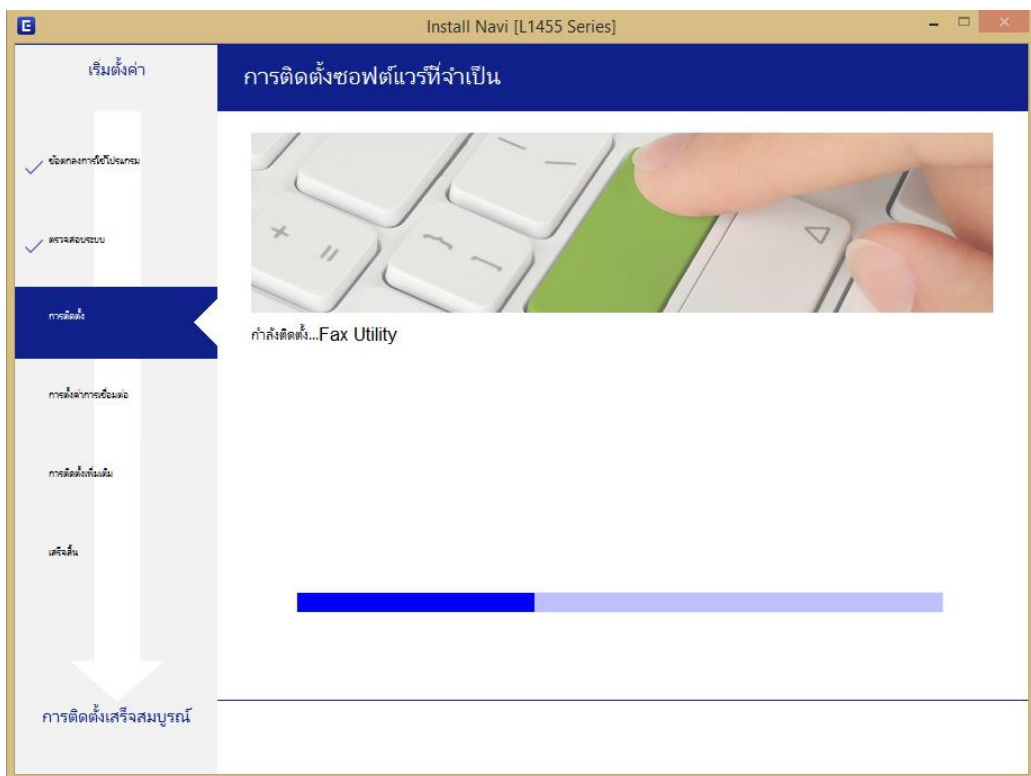 E
Install Navi [L1455 Series]
เริ่มตั้งค่า
การติดตั้งซอฟต์แวร์ที่จำเป็น
ข้อตกลงการใช้โปรแกรม
ตรวจสอบระบบ
การติดตั้ง
กำลังติดตั้ง...Fax Utility
การตั้งค่าการเชื่อมต่อ
การติดตั้งเพิ่มเติม
เสร็จสิ้น
การติดตั้งเสร็จสมบูรณ์